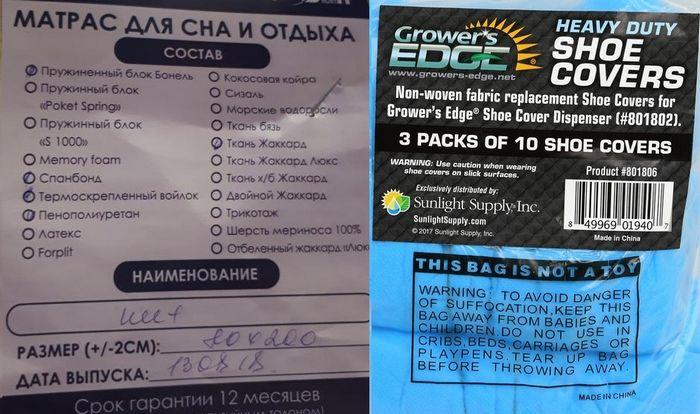 МАТРАС ДЛЯ СНА И ОТДЫХА
СОСТАВ
Пружиненный блок Бонель
Пружинный блок
«Poket Spring»
Пружинный блок
«S 1000»
Memory foam
Спанбонд
Термоскрепленный войлок
Пенополиуретан
Латекс
Forplit
Кокосовая койра
Сизаль
Морские водоросли
Ткань бязь
Ткань Жаккард
Ткань Жаккард Люкс
Ткань х/б Жаккард
Двойной Жаккард
Трикотаж
Шерсть мериноса 100%
Отбеленный жаккард
НАИМЕНОВАНИЕ
РАЗМЕР (+/-2СМ): 80х200
ДАТА ВЫПУСКА:
Срок гарантии 12 месяцев
Grower's
EDGE
www.growers-edge.net
HEAVY DUTY
SHOE
COVERS
Non-woven fabric replacement Shoe Covers for
Grower's Edge® Shoe Cover Dispenser (#801802).
3 PACKS OF 10 SHOE COVERS
WARNING: Use caution when wearing
shoe covers on slick surfaces.
Exclusively distributed by:
Sunlight Supply, Inc.
SunlightSupply.com
© 2017 Sunlight Supply, Inc.
Product #801806
8 49969 01940 7
Made in China
THIS BAG IS NOT A TOY
WARNING: TO AVOID DANGER
OF SUFFOCATION, KEEP THIS
BAG AWAY FROM BABIES AND
CHILDREN. DO NOT USE IN
CRIBS, BEDS, CARRIAGES OR
PLAYPENS. TEAR UP BAG
BEFORE THROWING AWAY.
MADE IN CHINA